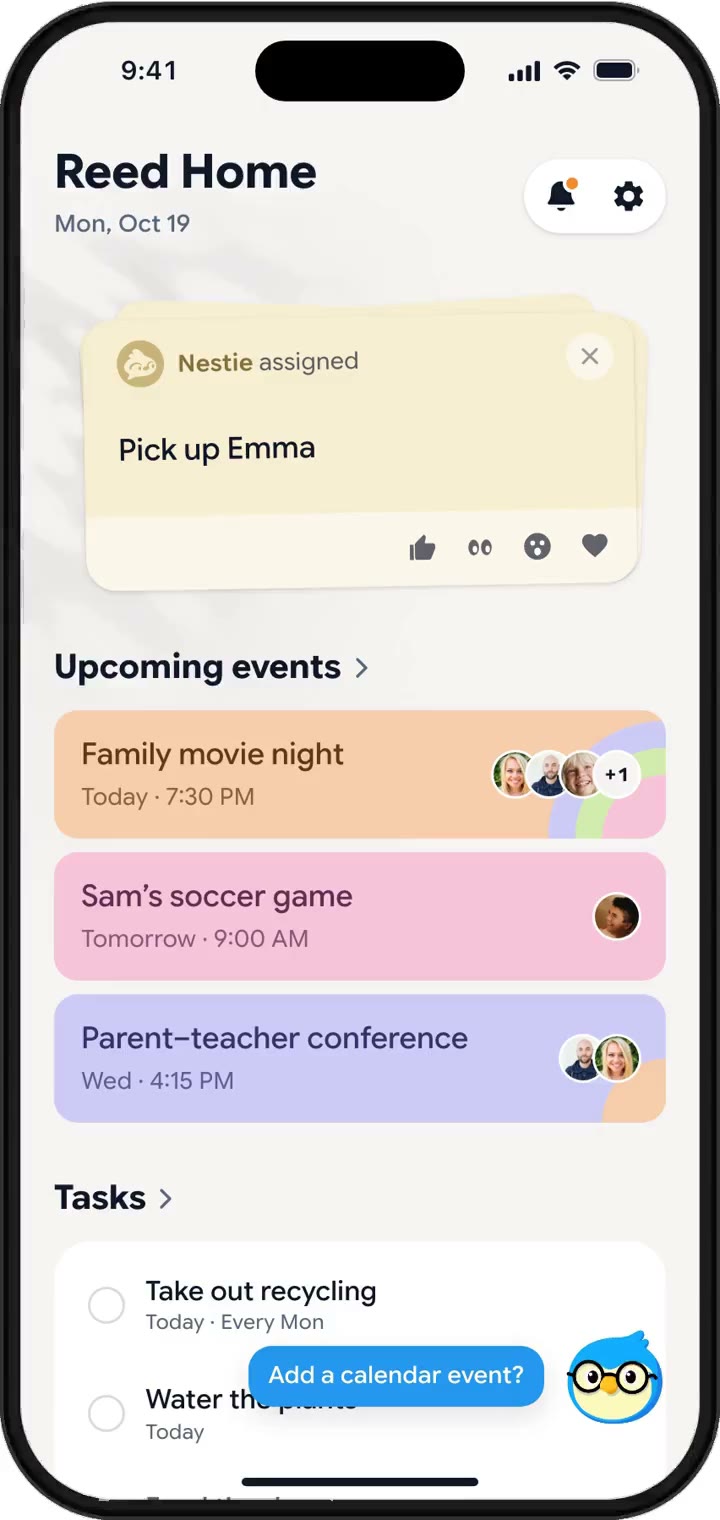 9:41
Reed Home
Mon, Oct 19
Nestie assigned
Pick up Emma
Upcoming events
Family movie night
Today · 7:30 PM
+1
Sam’s soccer game
Tomorrow · 9:00 AM
Parent–teacher conference
Wed · 4:15 PM
Tasks
Take out recycling
Today · Every Mon
Add a calendar event?
Water the plants
Today